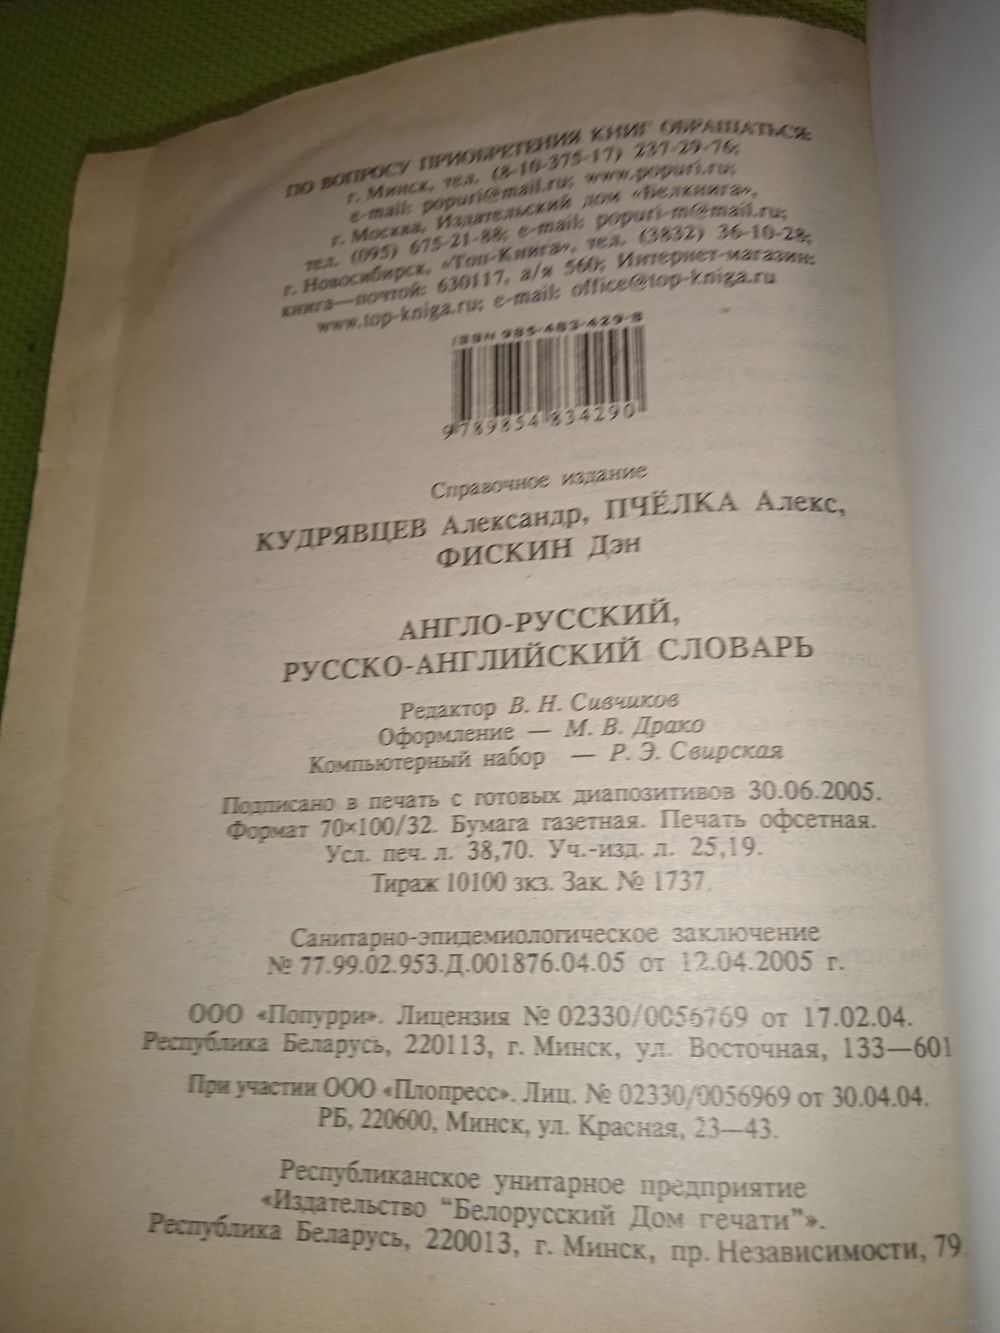 ПО ВОПРОСУ ПРИОБРЕТЕНИЯ КНИГ ОБРАЩАТЬСЯ:
г. Минск, тел. (8-10-375-17) 237-29-76;
e-mail: popuri@mail.ru; www.popuri.ru;
г. Москва, Издательский дом «Белкнига»,
тел. (095) 675-21-88; e-mail: popuri-m@mail.ru;
г. Новосибирск, «Топ-Книга», тел. (3832) 36-10-28;
книга—почтой: 630117, а/я 560; Интернет-магазин:
www.top-kniga.ru; e-mail: office@top-kniga.ru
ISBN 985-483-429-8
9789854834290
Справочное издание
КУДРЯВЦЕВ Александр, ПЧЁЛКА Алекс,
ФИСКИН Дэн
АНГЛО-РУССКИЙ,
РУССКО-АНГЛИЙСКИЙ СЛОВАРЬ
Редактор В. Н. Сивчиков
Оформление — М. В. Драко
Компьютерный набор — Р. Э. Свирская
Подписано в печать с готовых диапозитивов 30.06.2005.
Формат 70×100/32. Бумага газетная. Печать офсетная.
Усл. печ. л. 38,70. Уч.-изд. л. 25,19.
Тираж 10100 экз. Зак. № 1737.
Санитарно-эпидемиологическое заключение
№ 77.99.02.953.Д.001876.04.05 от 12.04.2005 г.
ООО «Попурри». Лицензия № 02330/0056769 от 17.02.04.
Республика Беларусь, 220113, г. Минск, ул. Восточная, 133—601
При участии ООО «Плопресс». Лиц. № 02330/0056969 от 30.04.04.
РБ, 220600, Минск, ул. Красная, 23—43.
Республиканское унитарное предприятие
«Издательство “Белорусский Дом печати”».
Республика Беларусь, 220013, г. Минск, пр. Независимости, 79.